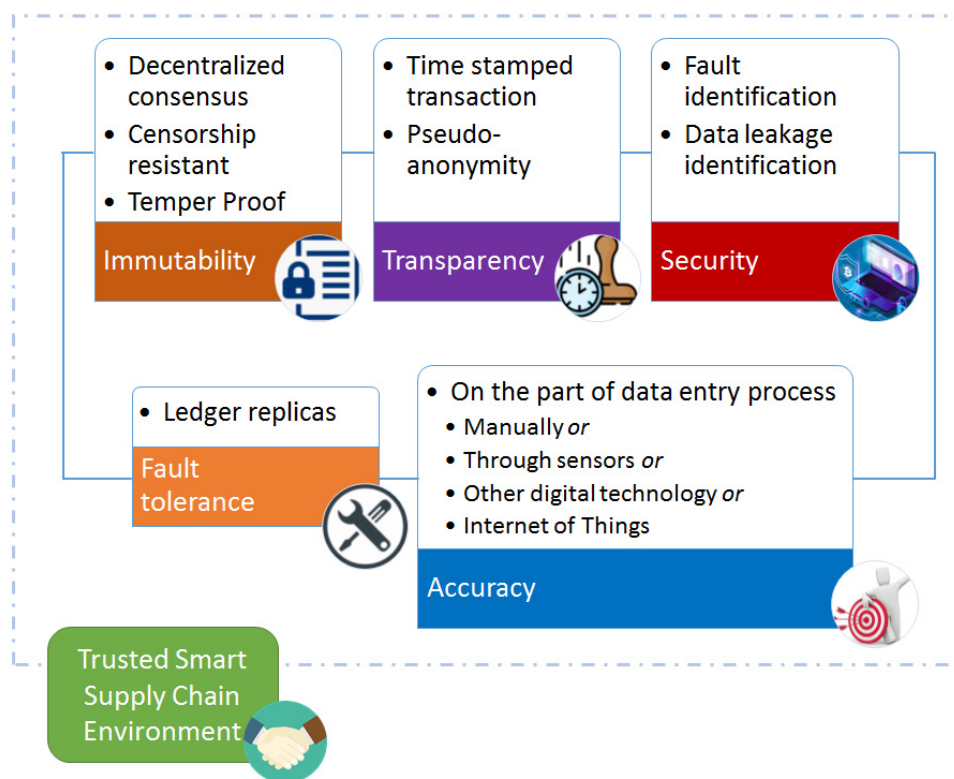 • Decentralized
consensus
• Censorship
resistant
• Temper Proof
Immutability
• Time stamped
transaction
• Pseudo-
anonymity
Transparency
• Fault
identification
• Data leakage
identification
Security
• Ledger replicas
Fault
tolerance
• On the part of data entry process
• Manually or
• Through sensors or
• Other digital technology or
• Internet of Things
Accuracy
Trusted Smart
Supply Chain
Environment